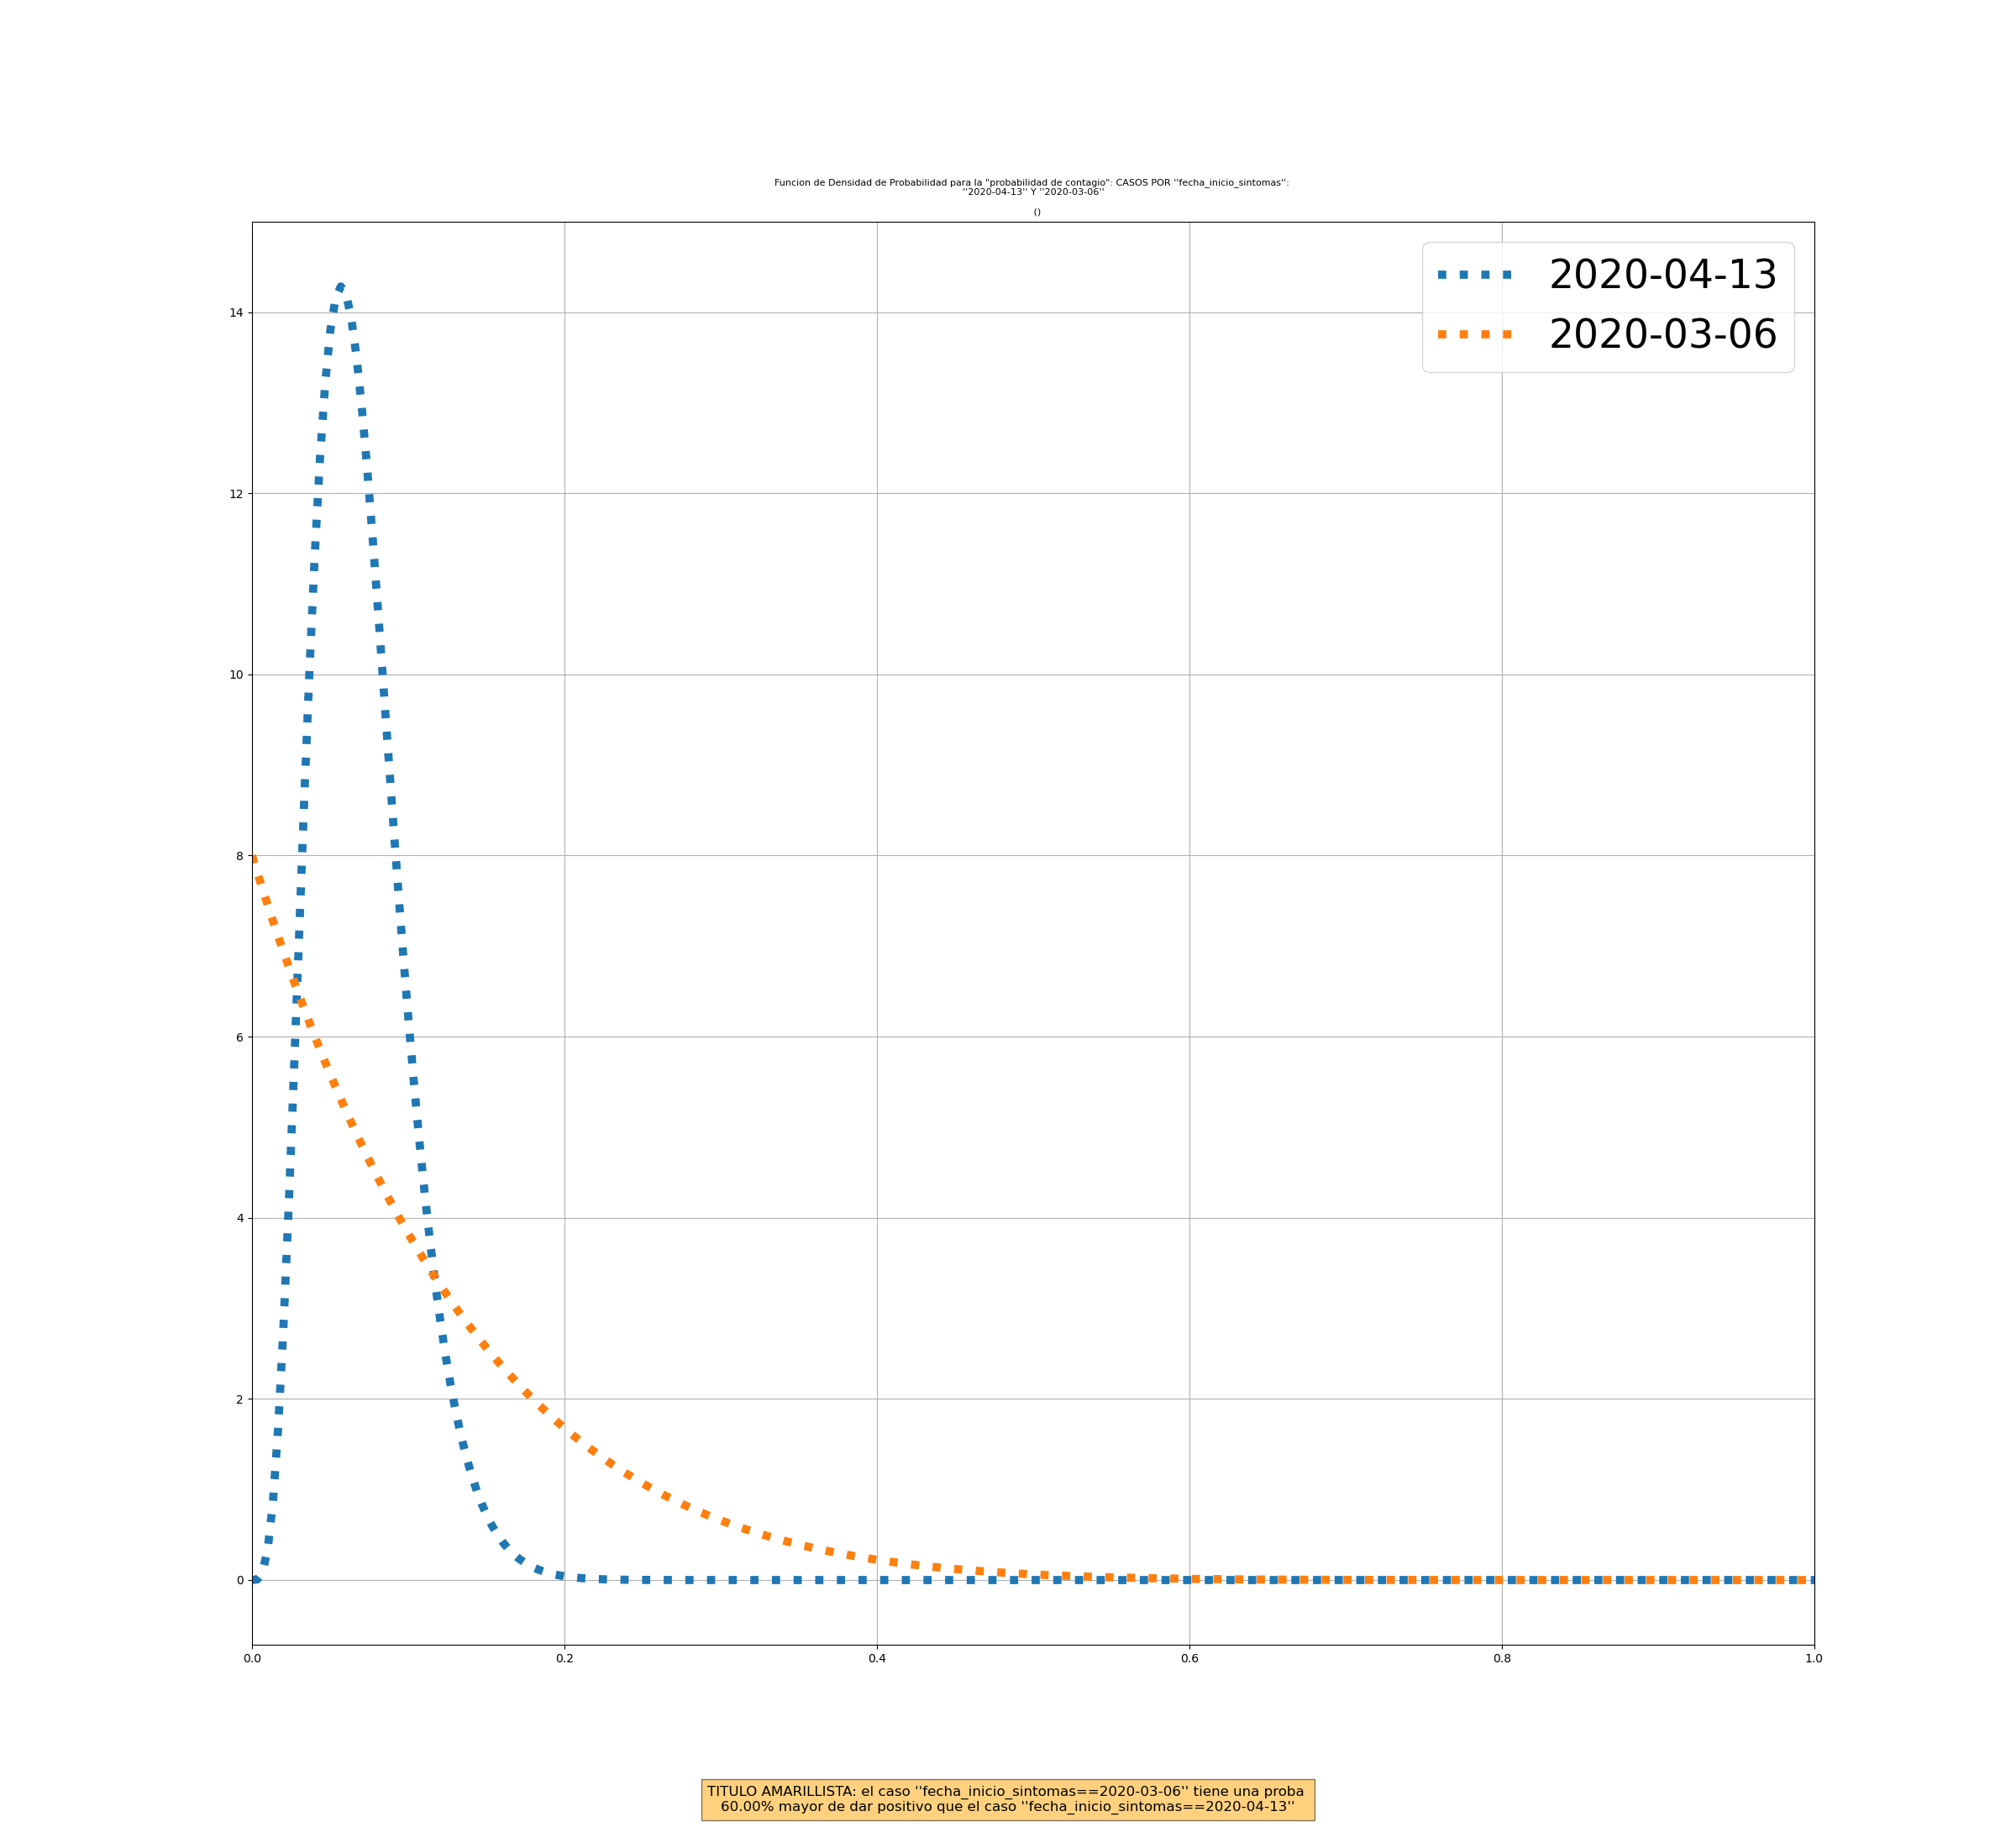 Funcion de Densidad de Probabilidad para la "probabilidad de contagio": CASOS POR ''fecha_inicio_sintomas'':
''2020-04-13'' Y ''2020-03-06''
()
2020-04-13
2020-03-06
14
12
10
8
6
4
2
0
0.0 0.2 0.4 0.6 0.8 1.0
TITULO AMARILLISTA: el caso ''fecha_inicio_sintomas==2020-03-06'' tiene una proba
60.00% mayor de dar positivo que el caso ''fecha_inicio_sintomas==2020-04-13''